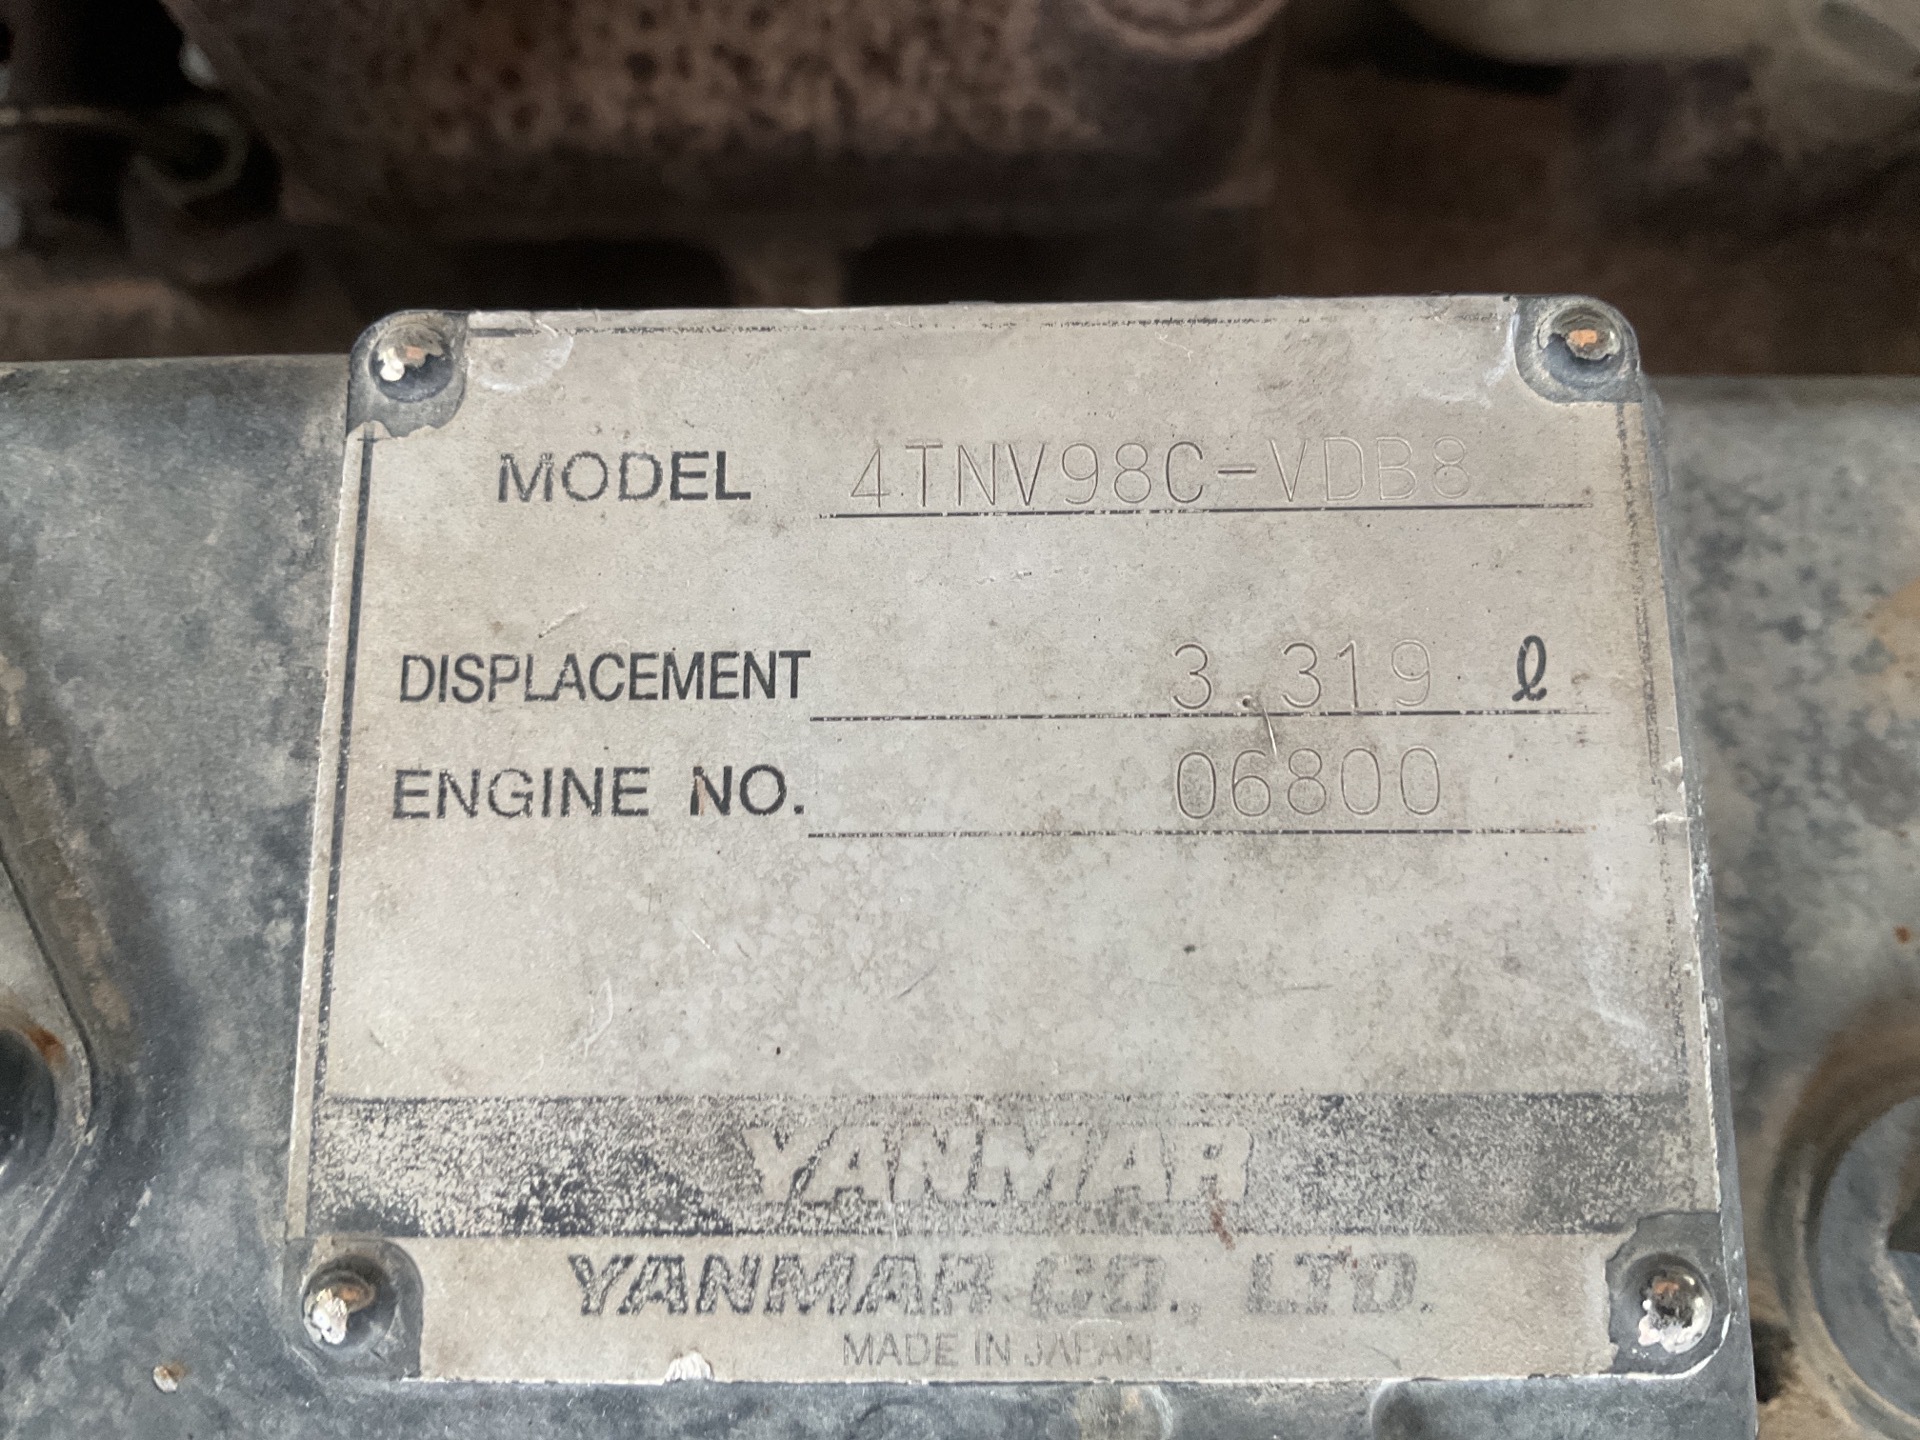 MODEL 4TNV98C-VDB8
DISPLACEMENT 3.319 ℓ
ENGINE NO. 06800
YANMAR
YANMAR CO., LTD.
MADE IN JAPAN